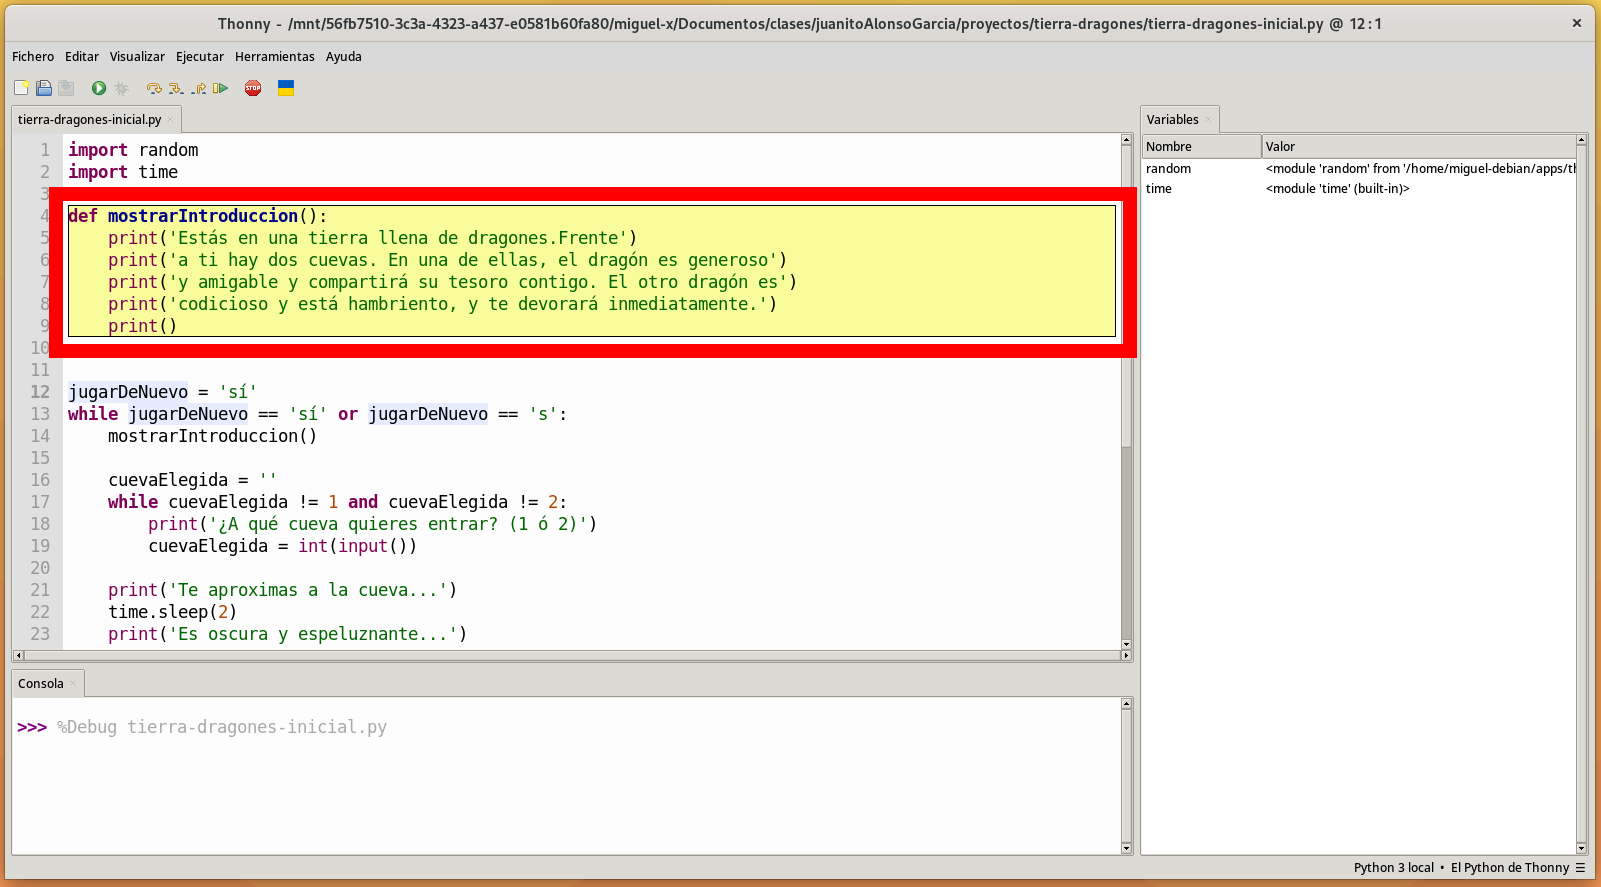 Thonny - /mnt/56fb7510-3c3a-4323-a437-e0581b60fa80/miguel-x/Documentos/clases/juanitoAlonsoGarcia/proyectos/tierra-dragones/tierra-dragones-inicial.py @ 12:1
Fichero Editar Visualizar Ejecutar Herramientas Ayuda
STOP
tierra-dragones-inicial.py
1 import random
2 import time
3
4 def mostrarIntroduccion():
5     print('Estás en una tierra llena de dragones.Frente')
6     print('a ti hay dos cuevas. En una de ellas, el dragón es generoso')
7     print('y amigable y compartirá su tesoro contigo. El otro dragón es')
8     print('codicioso y está hambriento, y te devorará inmediatamente.')
9     print()
10
11
12 jugarDeNuevo = 'sí'
13 while jugarDeNuevo == 'sí' or jugarDeNuevo == 's':
14     mostrarIntroduccion()
15
16     cuevaElegida = ''
17     while cuevaElegida != 1 and cuevaElegida != 2:
18         print('¿A qué cueva quieres entrar? (1 ó 2)')
19         cuevaElegida = int(input())
20
21     print('Te aproximas a la cueva...')
22     time.sleep(2)
23     print('Es oscura y espeluznante...')
Consola
>>> %Debug tierra-dragones-inicial.py
Variables
Nombre Valor
random <module 'random' from '/home/miguel-debian/apps/th
time <module 'time' (built-in)>
Python 3 local • El Python de Thonny ☰